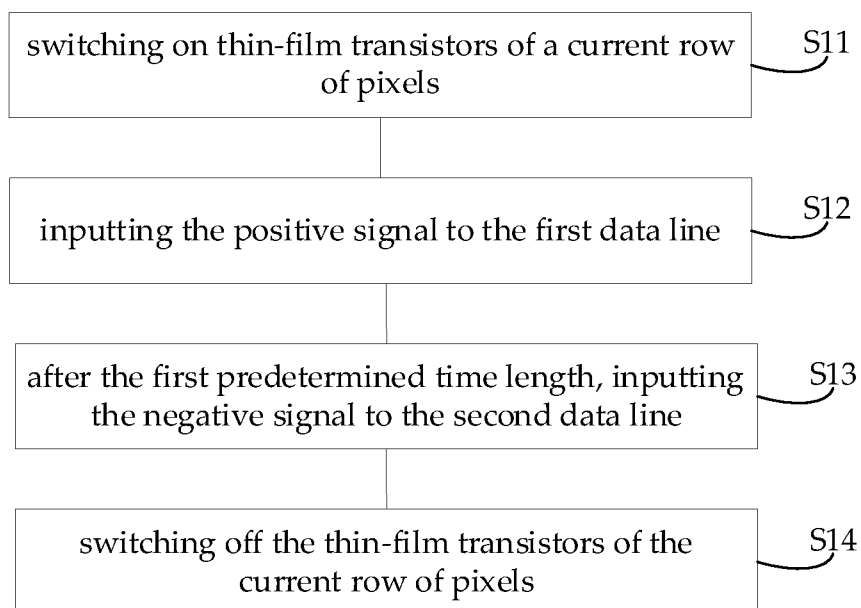 switching on thin-film transistors of a current row
of pixels
S11
inputting the positive signal to the first data line
S12
after the first predetermined time length, inputting
the negative signal to the second data line
S13
switching off the thin-film transistors of the
current row of pixels
S14